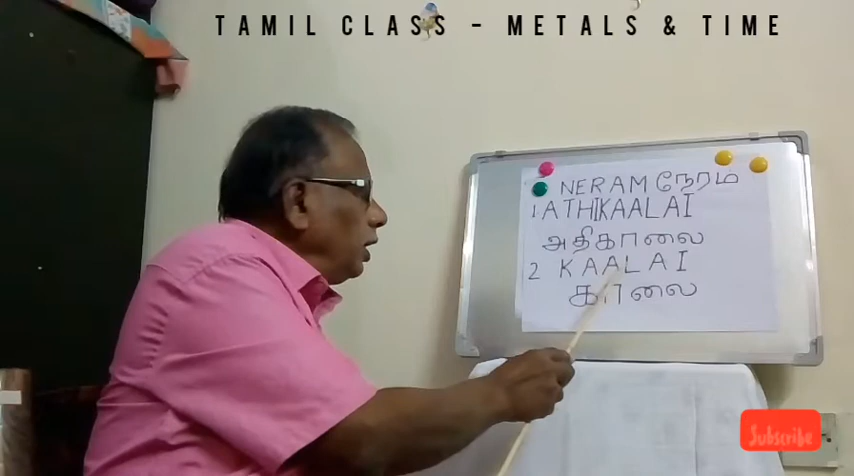 TAMIL CLASS - METALS & TIME
NERAM நேரம்
1. ATHIKAALAI
அதிகாலை
2 KAALAI
காலை
Subscribe